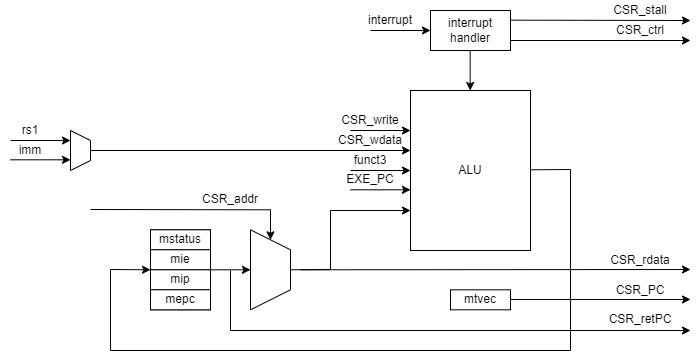 CSR_stall
interrupt
interrupt
handler
CSR_ctrl
CSR_write
rs1
CSR_wdata
imm
funct3
ALU
EXE_PC
CSR_addr
mstatus
mie
CSR_rdata
mip
mepc
mtvec
CSR_PC
CSR_retPC